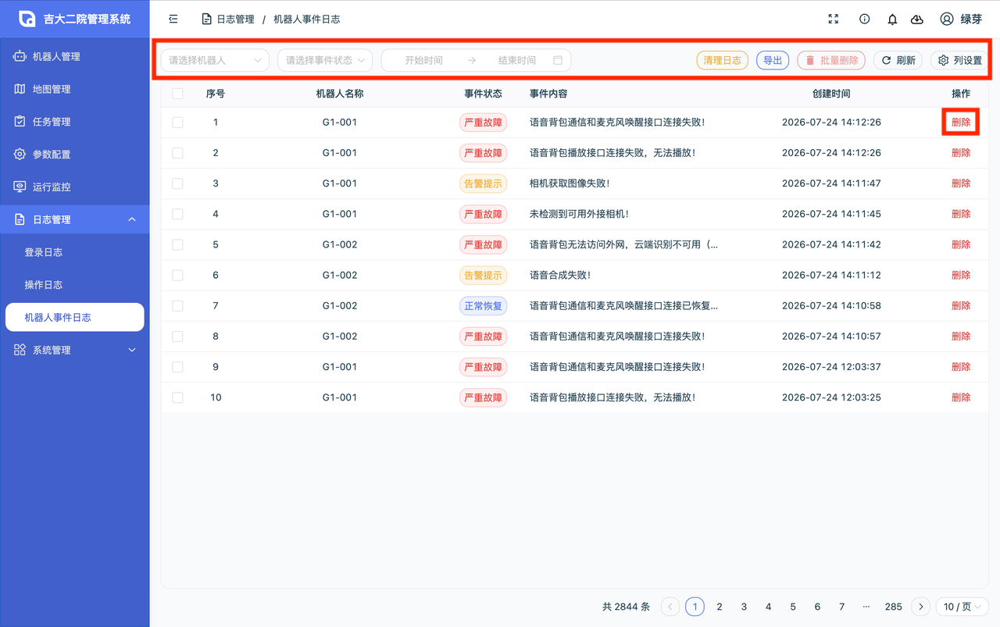 吉大二院管理系统
日志管理 / 机器人事件日志
绿芽
机器人管理
地图管理
任务管理
参数配置
运行监控
日志管理
登录日志
操作日志
机器人事件日志
系统管理
请选择机器人 请选择事件状态 开始时间 → 结束时间 清理日志 导出 批量删除 刷新 列设置
序号 机器人名称 事件状态 事件内容 创建时间 操作
1 G1-001 严重故障 语音背包通信和麦克风唤醒接口连接失败! 2026-07-24 14:12:26 删除
2 G1-001 严重故障 语音背包播放接口连接失败，无法播放! 2026-07-24 14:12:26 删除
3 G1-001 告警提示 相机获取图像失败! 2026-07-24 14:11:47 删除
4 G1-001 严重故障 未检测到可用外接相机! 2026-07-24 14:11:45 删除
5 G1-002 严重故障 语音背包无法访问外网，云端识别不可用（... 2026-07-24 14:11:42 删除
6 G1-002 告警提示 语音合成失败! 2026-07-24 14:11:12 删除
7 G1-002 正常恢复 语音背包通信和麦克风唤醒接口连接已恢复... 2026-07-24 14:10:58 删除
8 G1-002 严重故障 语音背包通信和麦克风唤醒接口连接失败! 2026-07-24 14:10:57 删除
9 G1-001 严重故障 语音背包通信和麦克风唤醒接口连接失败! 2026-07-24 12:03:37 删除
10 G1-001 严重故障 语音背包播放接口连接失败，无法播放! 2026-07-24 12:03:25 删除
共 2844 条 1 2 3 4 5 6 7 ··· 285 10 / 页